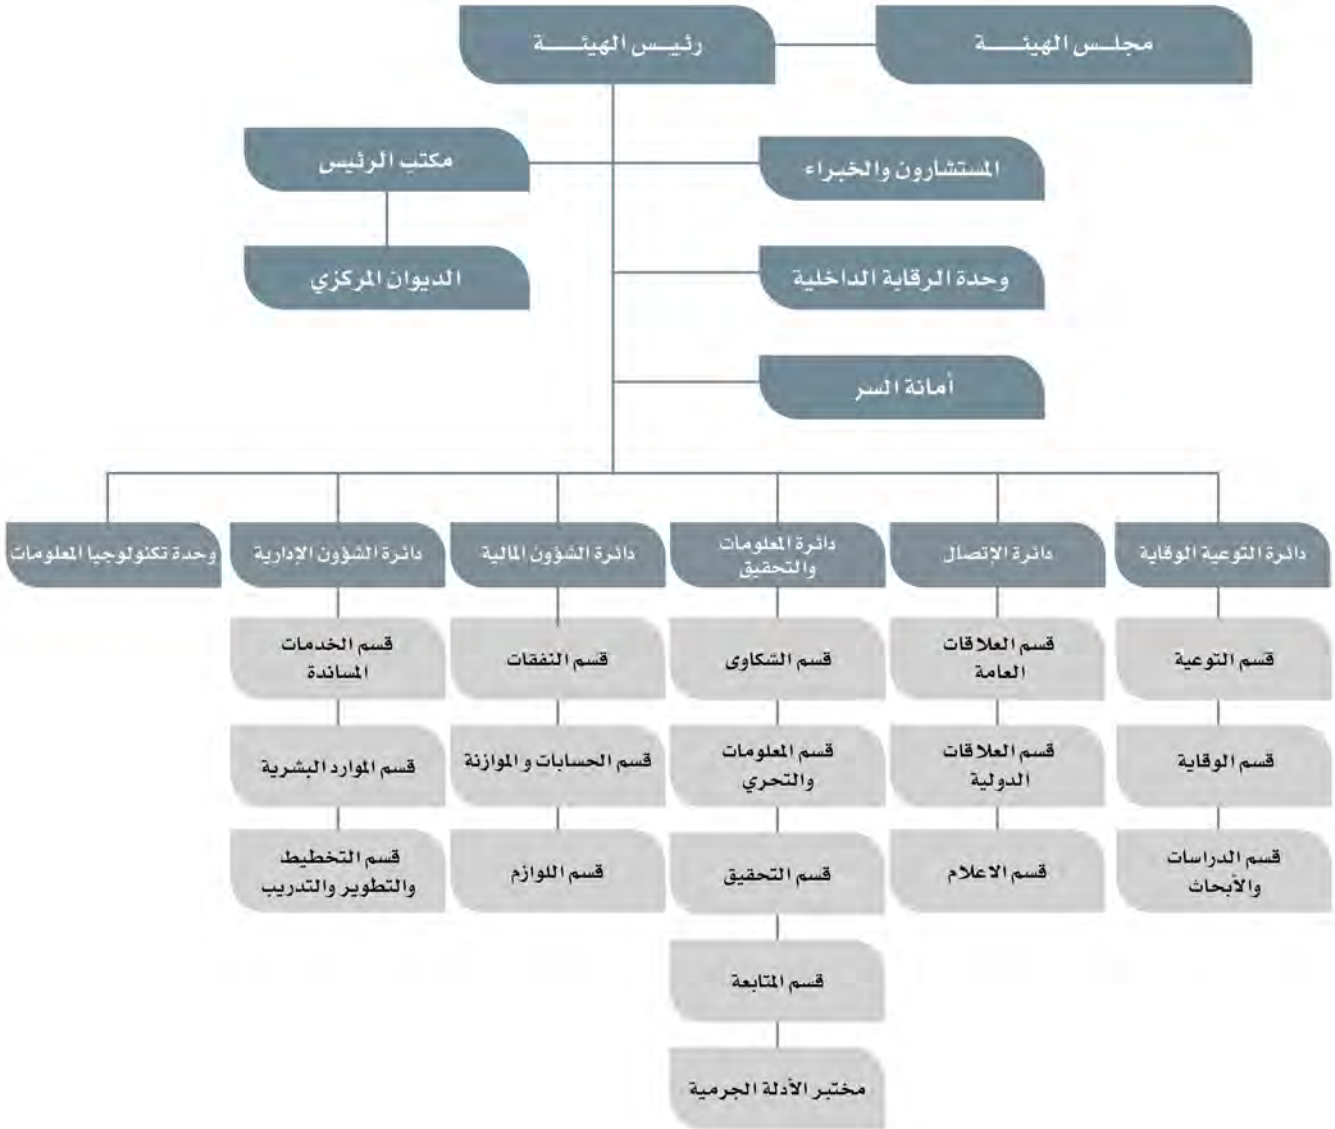 مجلس الهيئة
رئيس الهيئة
المستشارون والخبراء
مكتب الرئيس
وحدة الرقابة الداخلية
الديوان المركزي
أمانة السر
دائرة التوعية الوقاية
دائرة الإتصال
دائرة المعلومات
والتحقيق
دائرة الشؤون المالية
دائرة الشؤون الإدارية
وحدة تكنولوجيا المعلومات
قسم التوعية
قسم العلاقات
العامة
قسم الشكاوى
قسم النفقات
قسم الخدمات
المساندة
قسم الوقاية
قسم العلاقات
الدولية
قسم المعلومات
والتحري
قسم الحسابات و الموازنة
قسم الموارد البشرية
قسم الدراسات
والأبحاث
قسم الاعلام
قسم التحقيق
قسم اللوازم
قسم التخطيط
والتطوير والتدريب
قسم المتابعة
مختبر الأدلة الجرمية